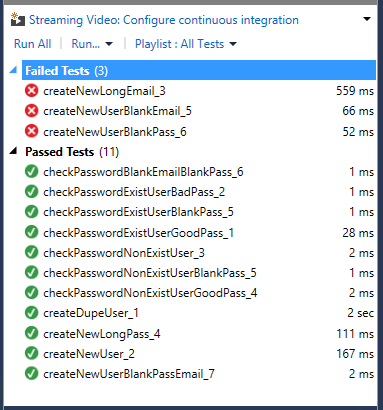 Streaming Video: Configure continuous integration
Run All Run... Playlist : All Tests
Failed Tests (3)
createNewLongEmail_3 559 ms
createNewUserBlankEmail_5 66 ms
createNewUserBlankPass_6 52 ms
Passed Tests (11)
checkPasswordBlankEmailBlankPass_6 1 ms
checkPasswordExistUserBadPass_2 1 ms
checkPasswordExistUserBlankPass_5 1 ms
checkPasswordExistUserGoodPass_1 28 ms
checkPasswordNonExistUser_3 2 ms
checkPasswordNonExistUserBlankPass_5 1 ms
checkPasswordNonExistUserGoodPass_4 2 ms
createDupeUser_1 2 sec
createNewLongPass_4 111 ms
createNewUser_2 167 ms
createNewUserBlankPassEmail_7 2 ms